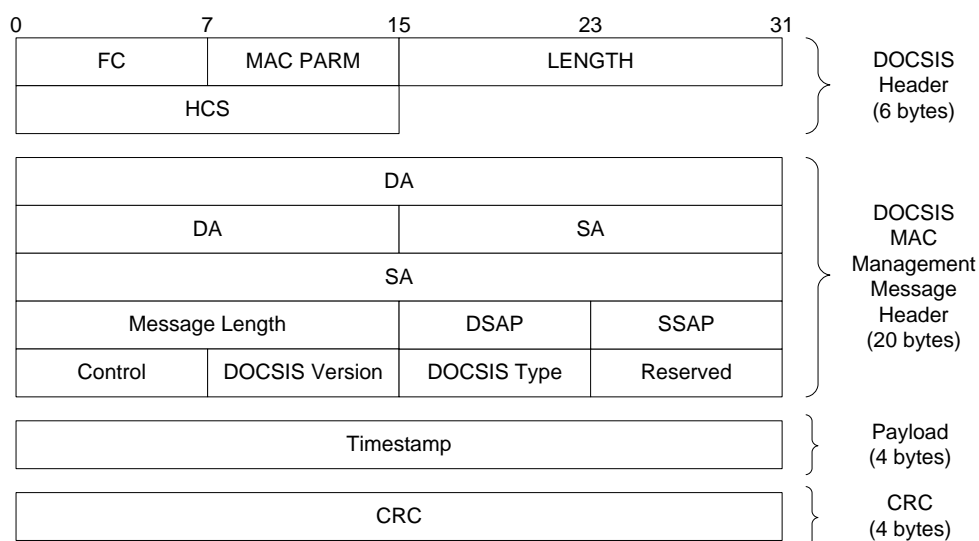 0 7 15 23 31
FC MAC PARM LENGTH
HCS
DOCSIS
Header
(6 bytes)
DA
DA SA
SA
Message Length DSAP SSAP
Control DOCSIS Version DOCSIS Type Reserved
DOCSIS
MAC
Management
Message
Header
(20 bytes)
Timestamp
Payload
(4 bytes)
CRC
CRC
(4 bytes)